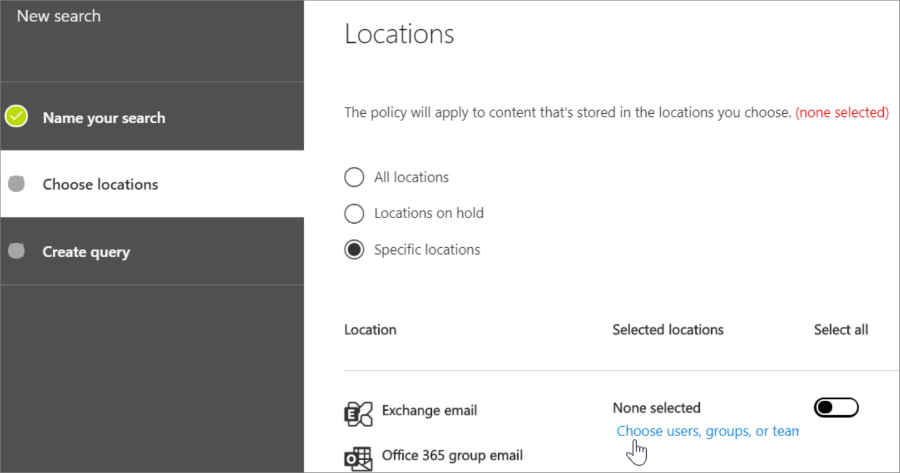 New search
Name your search
Choose locations
Create query
Locations
The policy will apply to content that's stored in the locations you choose. (none selected)
All locations
Locations on hold
Specific locations
Location Selected locations Select all
Exchange email None selected
Choose users, groups, or team
Office 365 group email